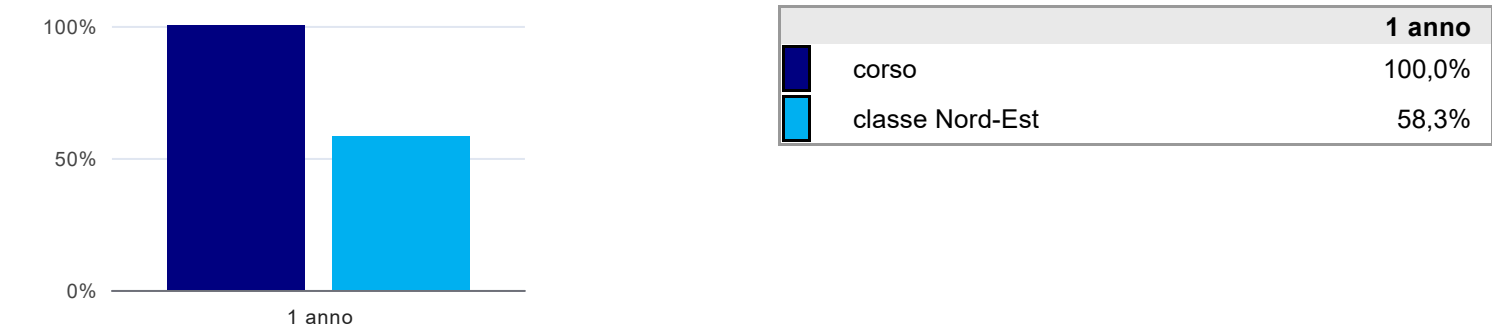 100%
50%
0%
1 anno
1 anno
corso 100,0%
classe Nord-Est 58,3%